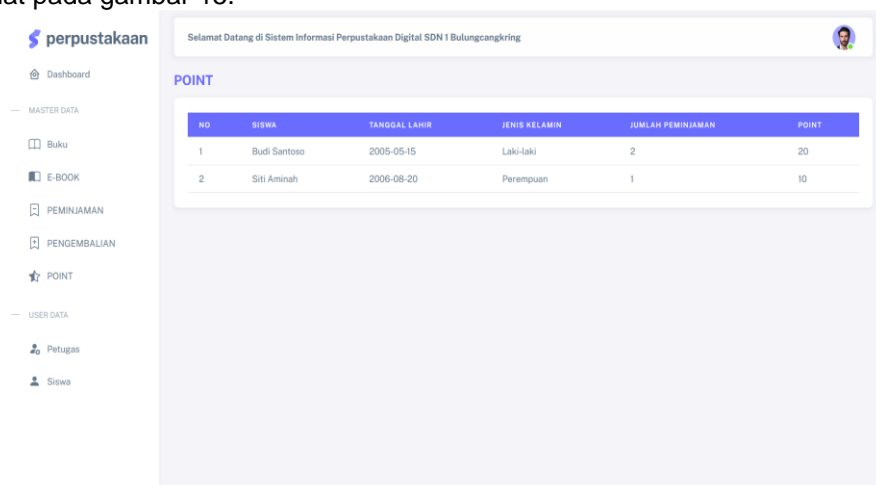 perpustakaan
Dashboard
MASTER DATA
Buku
E-BOOK
PEMINJAMAN
PENGEMBALIAN
POINT
USER DATA
Petugas
Siswa
Selamat Datang di Sistem Informasi Perpustakaan Digital SDN 1 Bulungcangkring
POINT
NO SISWA TANGGAL LAHIR JENIS KELAMIN JUMLAH PEMINJAMAN POINT
1 Budi Santoso 2005-05-15 Laki-laki 2 20
2 Siti Aminah 2006-08-20 Perempuan 1 10